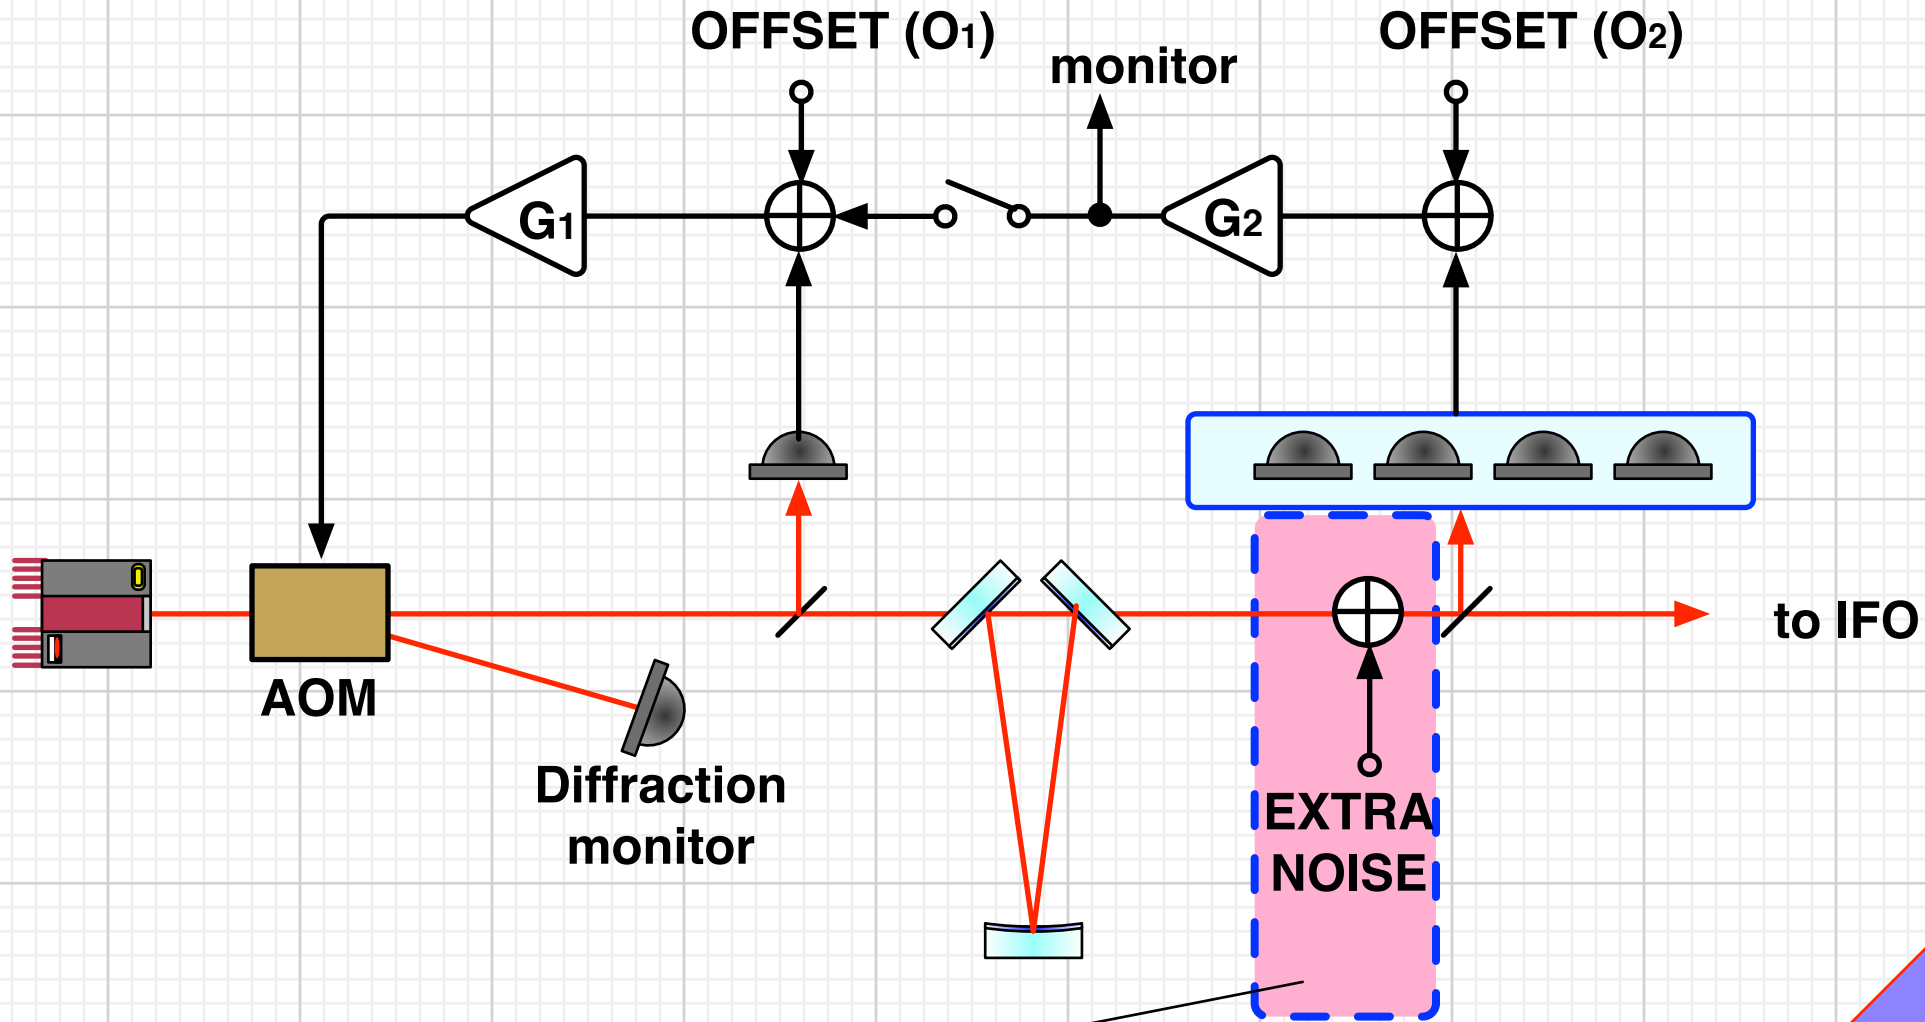 OFFSET (O1)
OFFSET (O2)
monitor
G1
G2
AOM
to IFO
Diffraction
monitor
EXTRA
NOISE